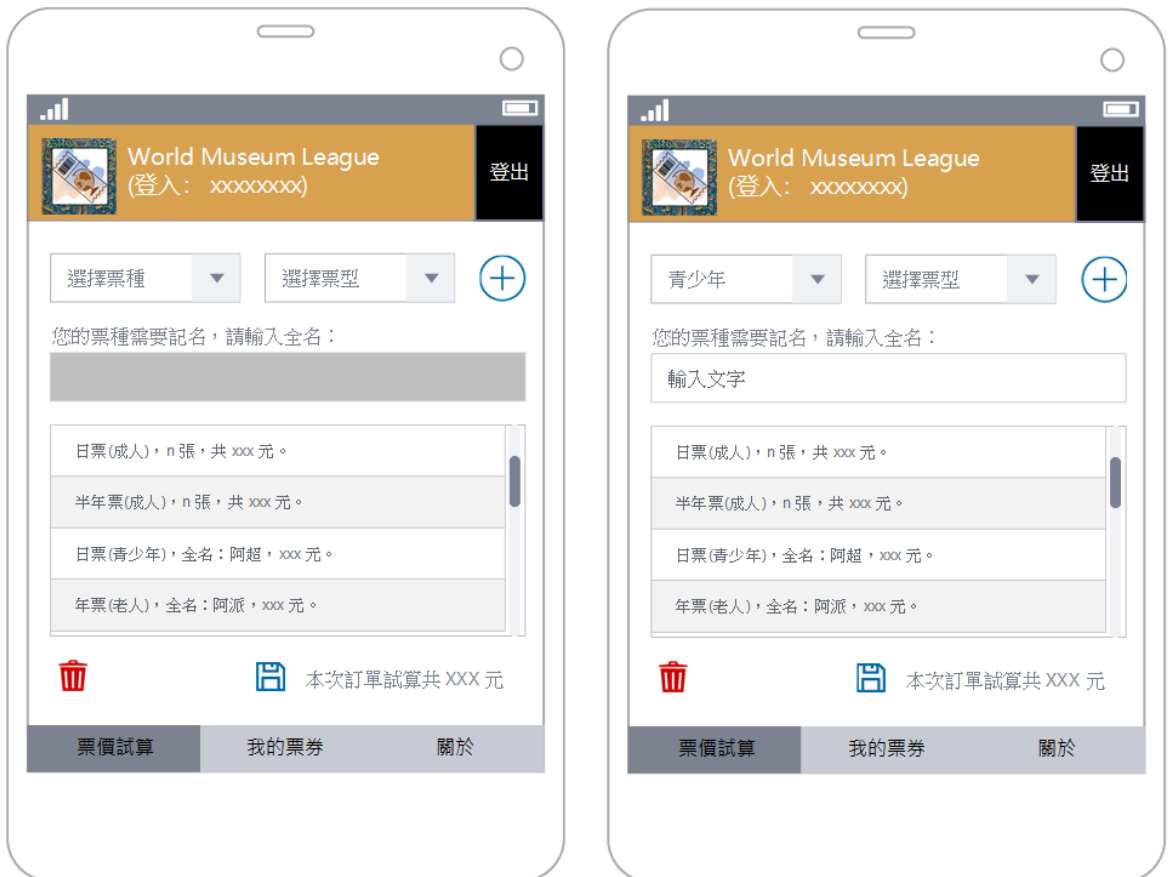 World Museum League
(登入： xxxxxxxx)
登出
選擇票種
選擇票型
您的票種需要記名，請輸入全名：
日票(成人)，n 張，共 xxx 元。
半年票(成人)，n 張，共 xxx 元。
日票(青少年)，全名：阿超，xxx 元。
年票(老人)，全名：阿派，xxx 元。
本次訂單試算共 XXX 元
票價試算
我的票券
關於
World Museum League
(登入： xxxxxxxx)
登出
青少年
選擇票型
您的票種需要記名，請輸入全名：
輸入文字
日票(成人)，n 張，共 xxx 元。
半年票(成人)，n 張，共 xxx 元。
日票(青少年)，全名：阿超，xxx 元。
年票(老人)，全名：阿派，xxx 元。
本次訂單試算共 XXX 元
票價試算
我的票券
關於